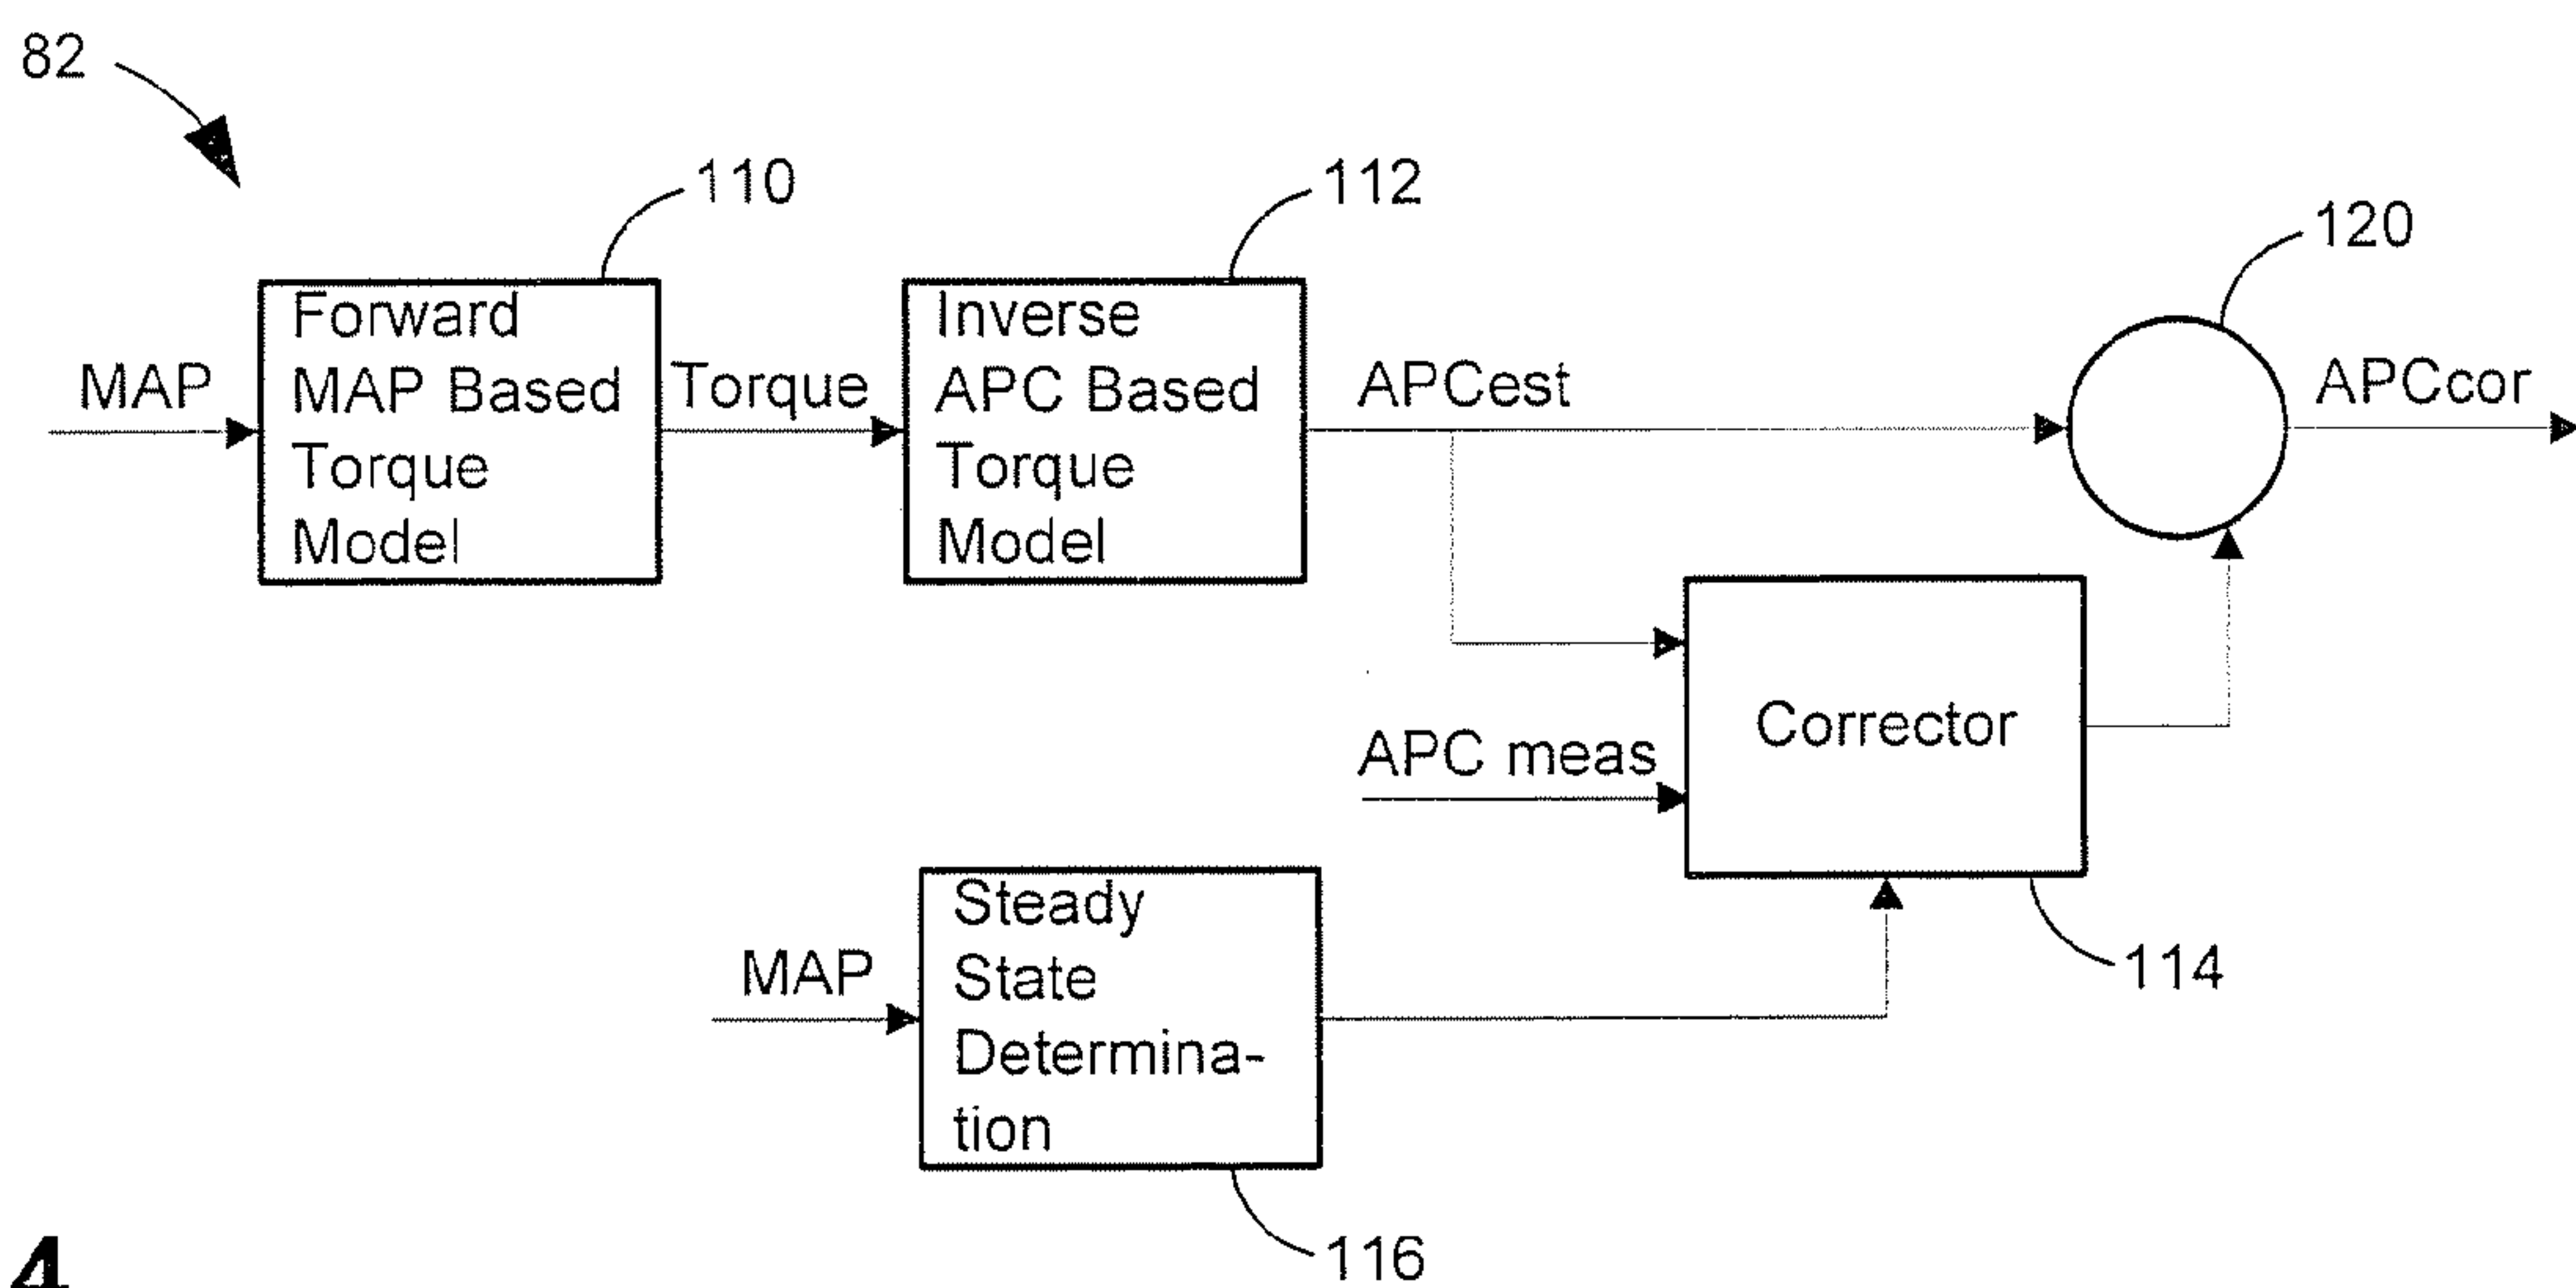 82
110
112
120
Forward
MAP Based
Torque
Model
Inverse
APC Based
Torque
Model
MAP
Torque
APCest
APCcor
Corrector
APC meas
114
Steady
State
Determina-
tion
MAP
116
4